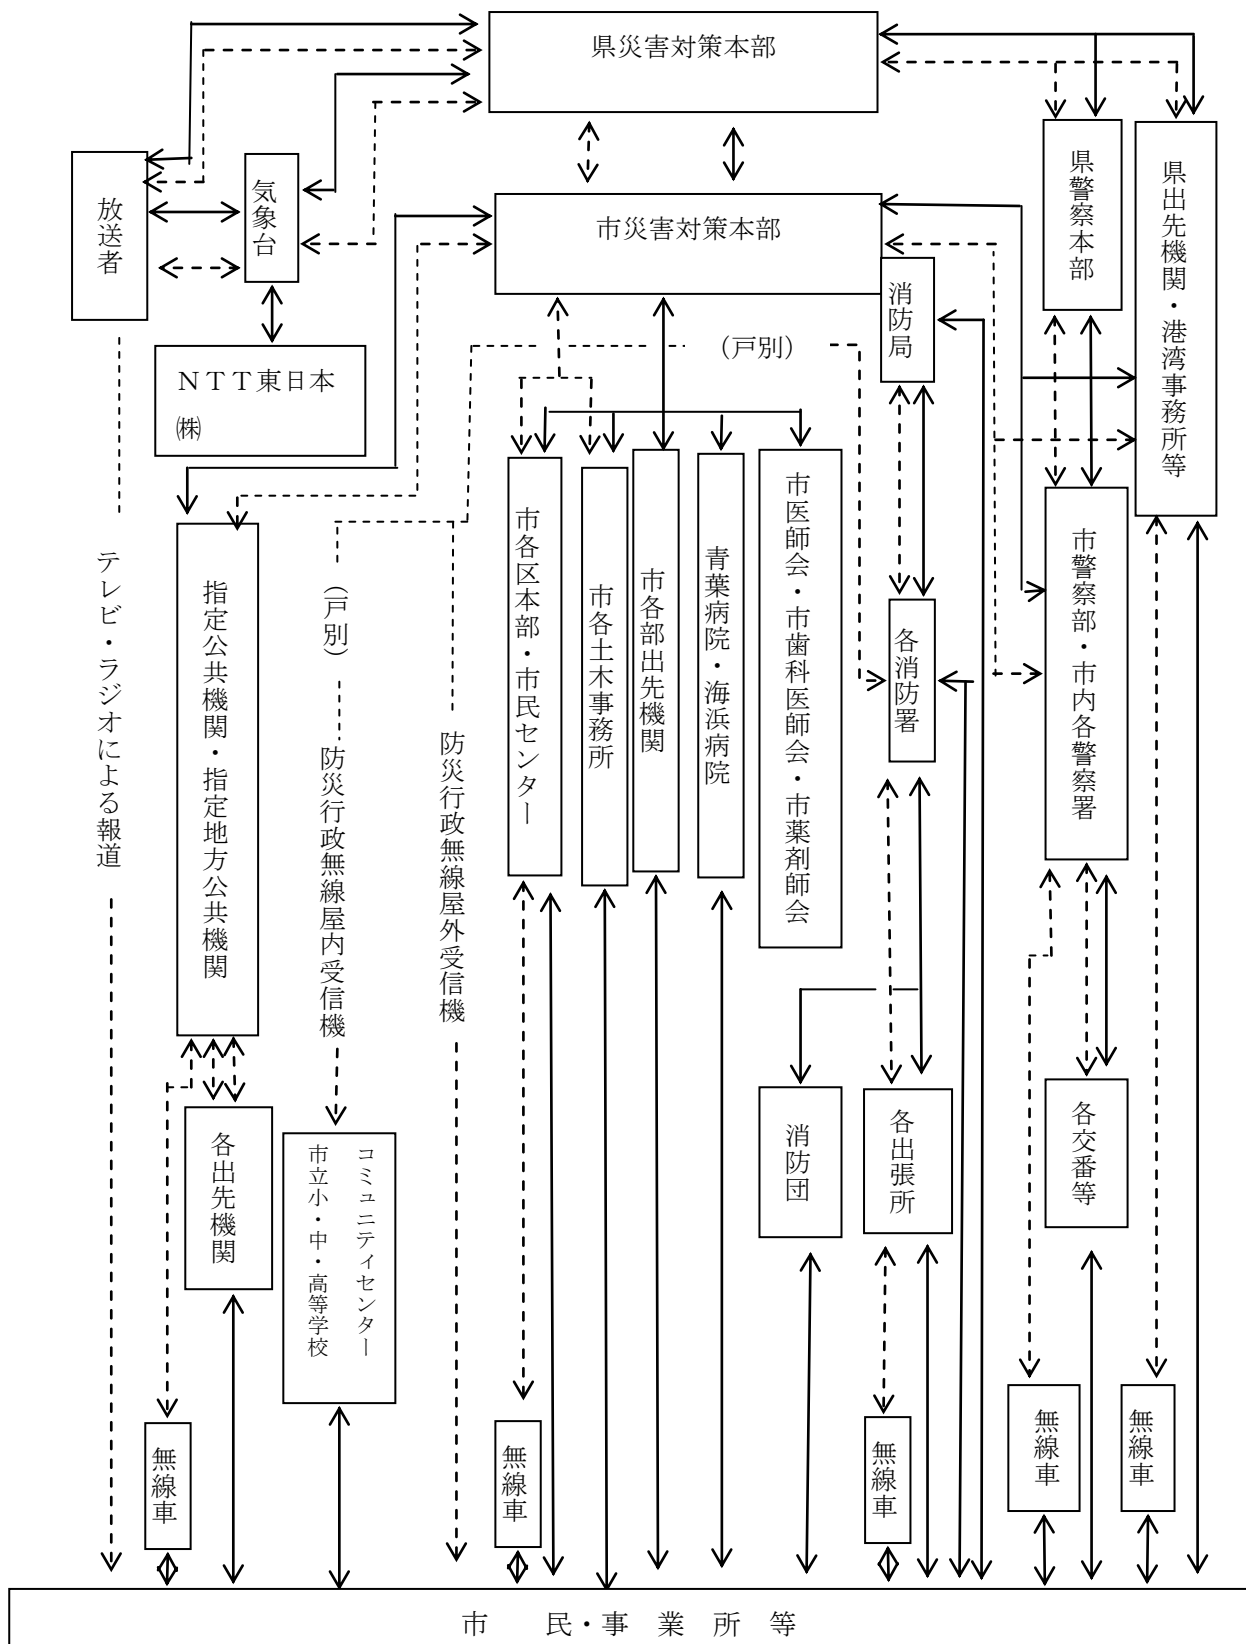 県災害対策本部
放送者
気象台
市災害対策本部
県警察本部
県出先機関・港湾事務所等
消防局
(戸別)
NTT東日本
㈱
テレビ・ラジオによる報道
指定公共機関・指定地方公共機関
(戸別)
防災行政無線屋内受信機
防災行政無線屋外受信機
市各区本部・市民センター
市各土木事務所
市各部出先機関
青葉病院・海浜病院
市医師会・市歯科医師会・市薬剤師会
各消防署
市警察部・市内各警察署
各出先機関
コミュニティセンター
市立小・中・高等学校
消防団
各出張所
各交番等
無線車
無線車
無線車
無線車
無線車
市 民・事 業 所 等